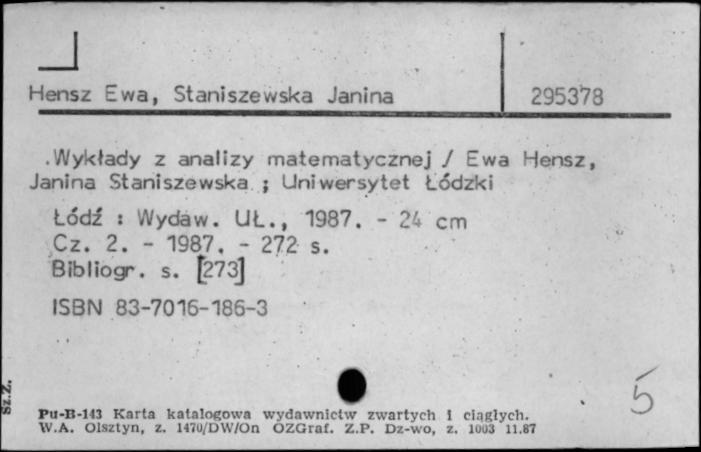 Hensz Ewa, Staniszewska Janina 295378
.Wykłady z analizy matematycznej / Ewa Hensz,
Janina Staniszewska ; Uniwersytet Łódzki
Łódź : Wydaw. UŁ., 1987. - 24 cm
Cz. 2. - 1987. - 272 s.
Bibliogr. s. [273]
ISBN 83-7016-186-3
5
Sz.Z.
Pu-B-143 Karta katalogowa wydawnictw zwartych i ciągłych.
W.A. Olsztyn, z. 1470/DW/On OZGraf. Z.P. Dz-wo, z. 1003 11.87